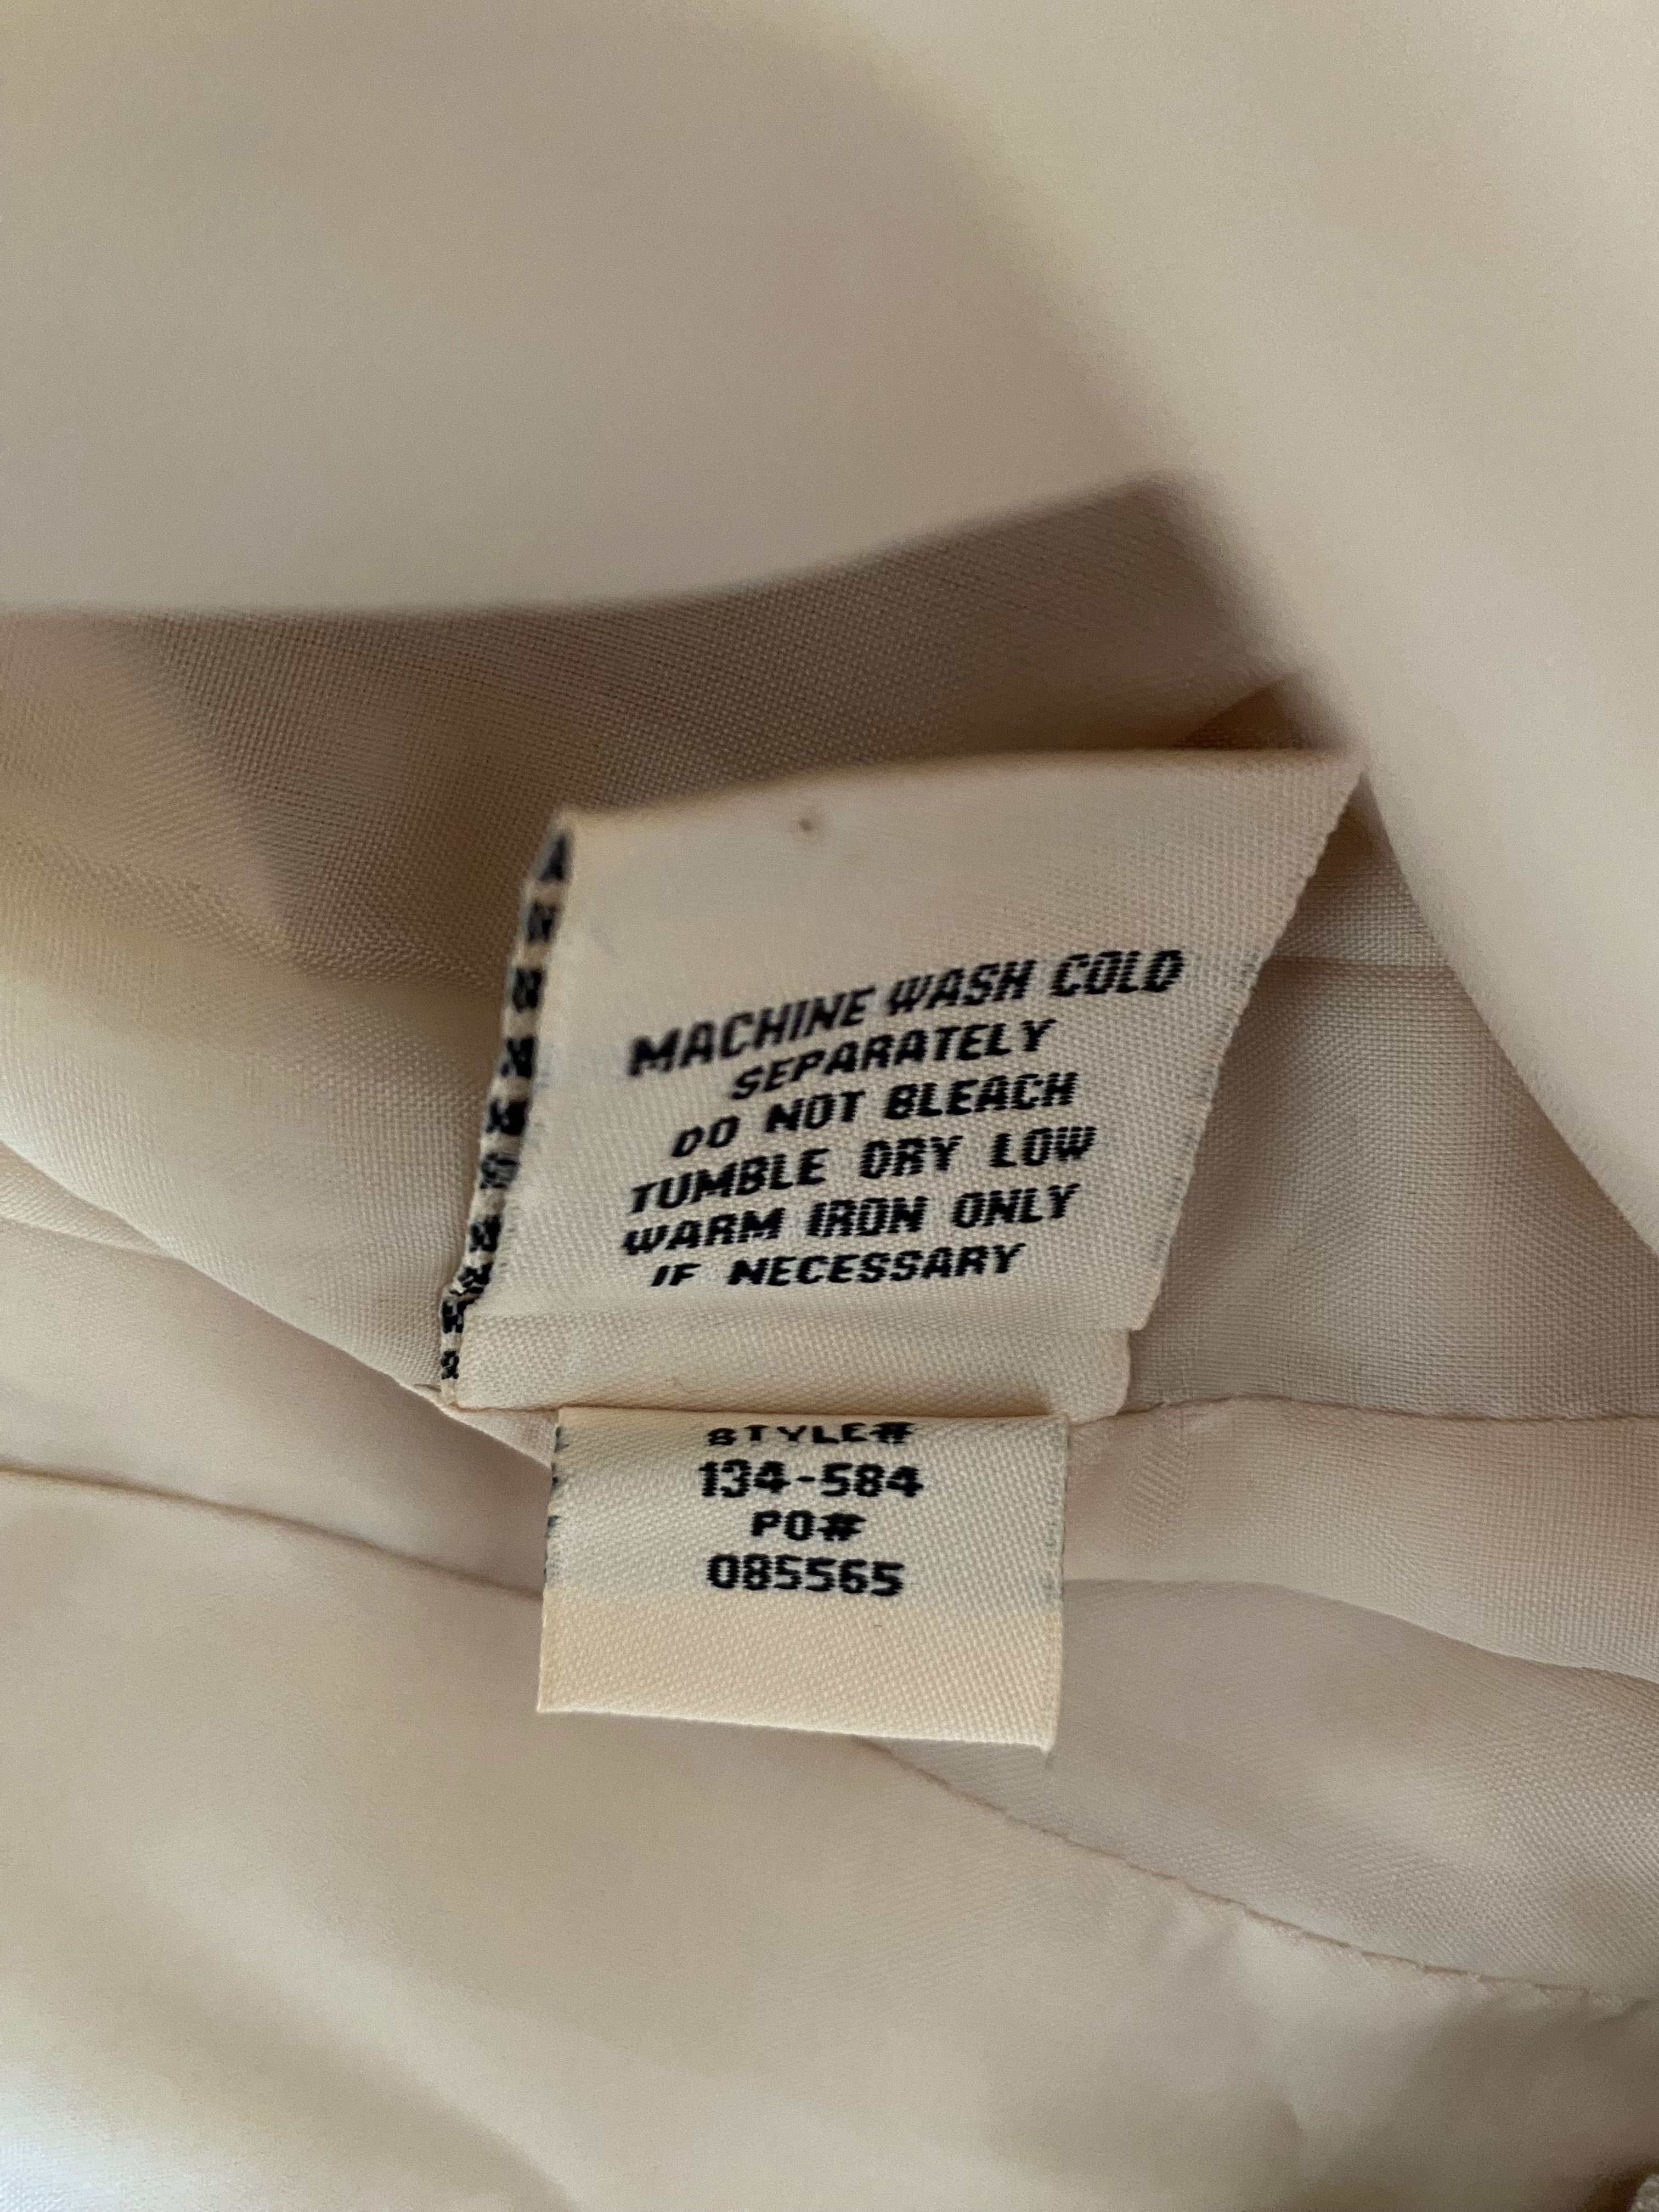 MACHINE WASH COLD
SEPARATELY
DO NOT BLEACH
TUMBLE DRY LOW
WARM IRON ONLY
IF NECESSARY
STYLE#
134-584
PO#
085565